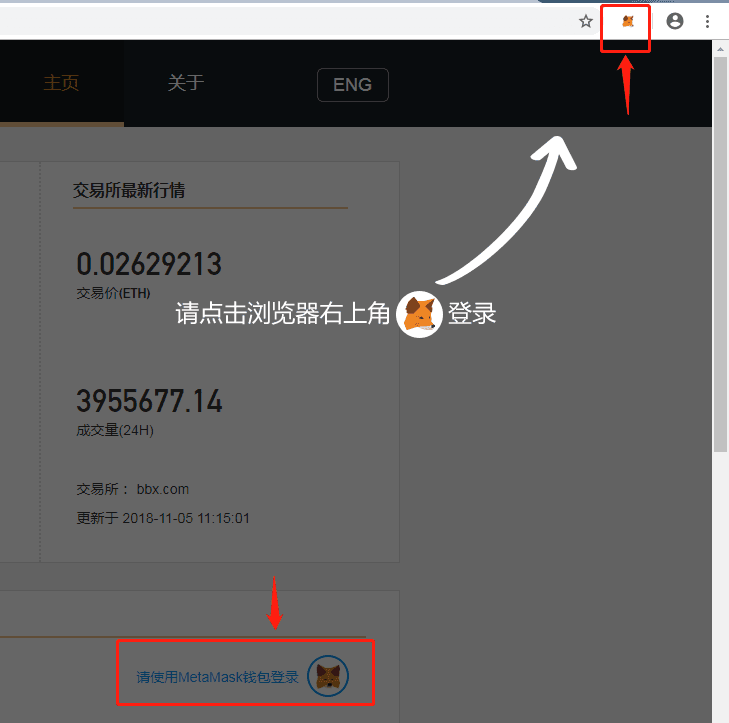 主页
关于
ENG
交易所最新行情
0.02629213
交易价(ETH)
请点击浏览器右上角 登录
3955677.14
成交量(24H)
交易所： bbx.com
更新于 2018-11-05 11:15:01
请使用MetaMask钱包登录